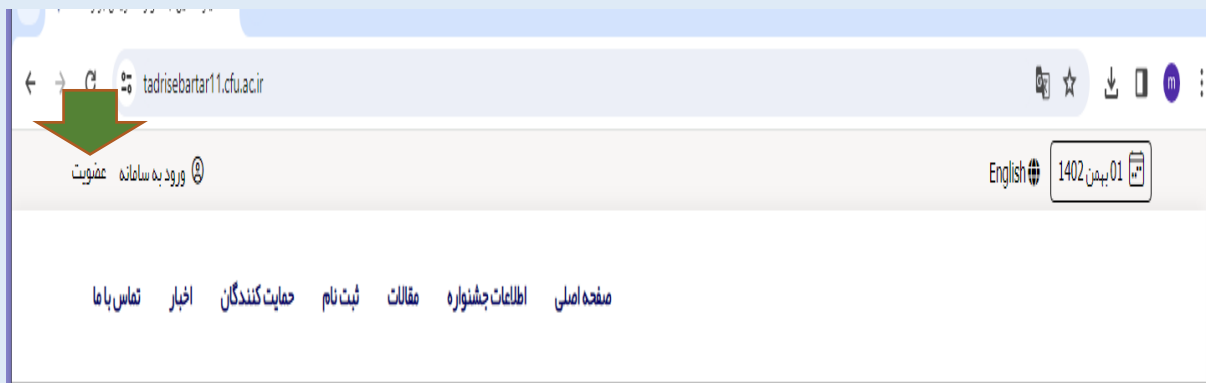 tadrisebartar11.cfu.ac.ir
m
01 بهمن 1402 English ورود به سامانه عضویت
صفحه اصلی اطلاعات جشنواره مقالات ثبت نام حمایت کنندگان اخبار تماس با ما